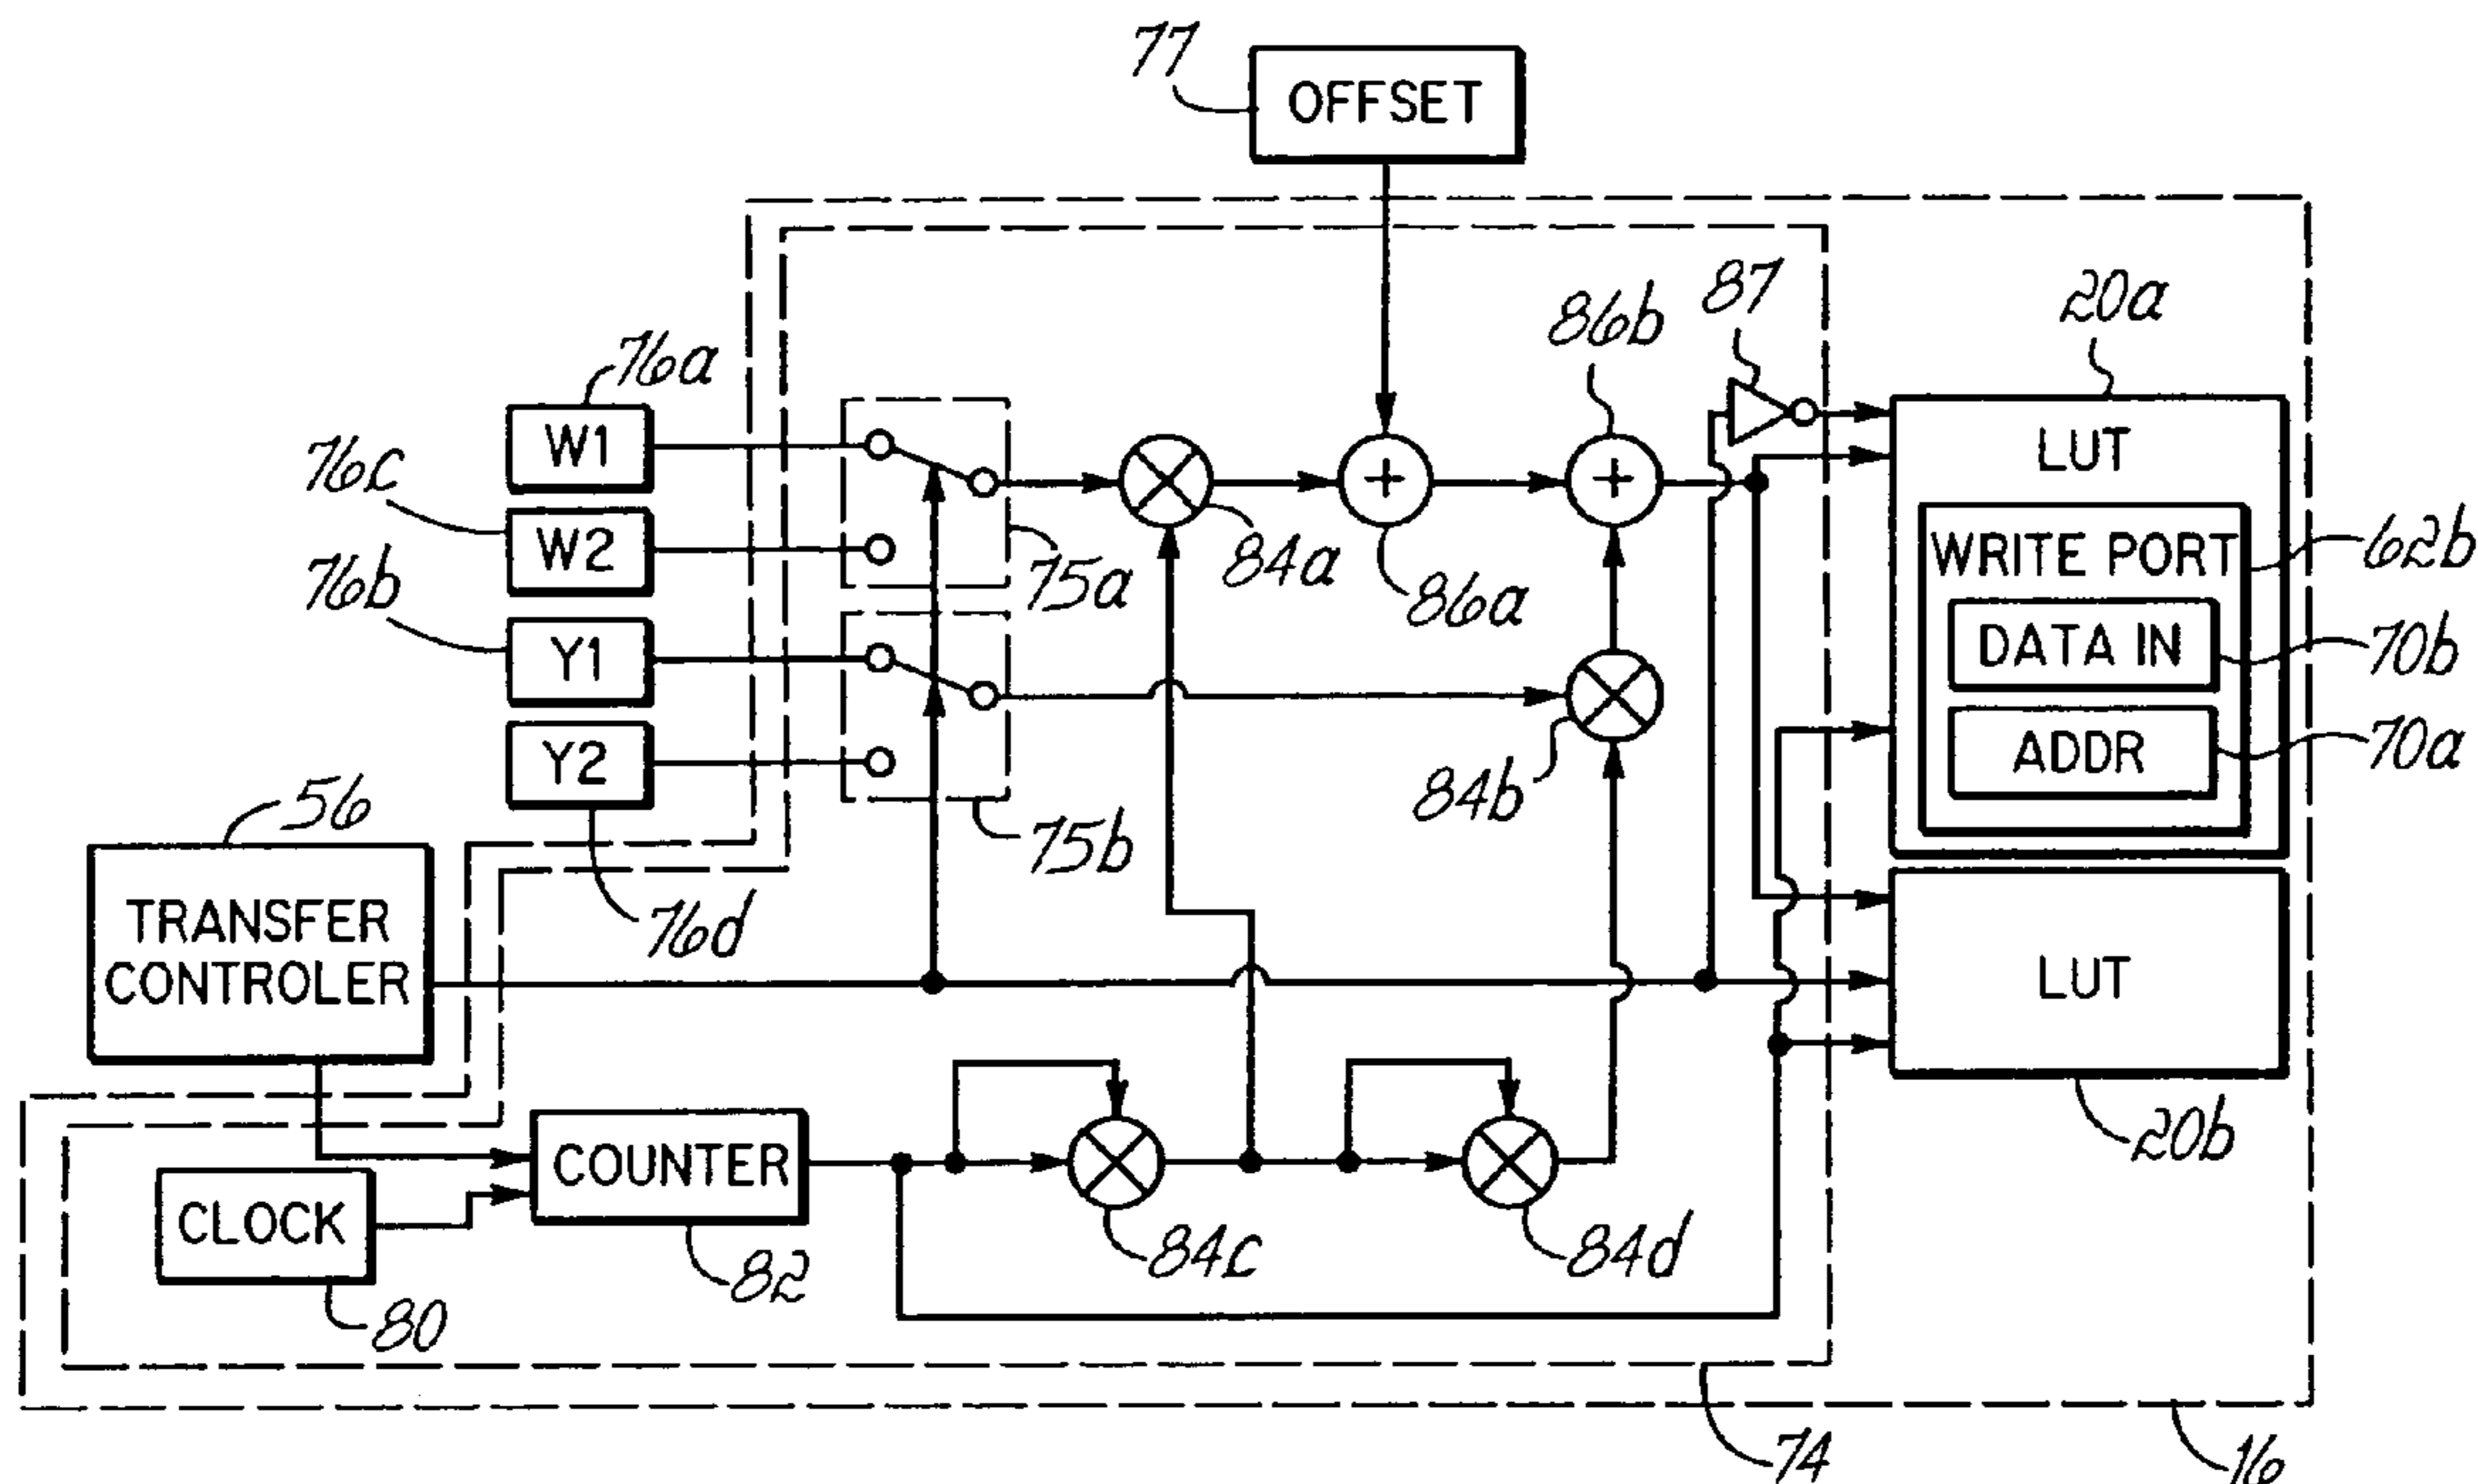 77
OFFSET
87
20a
86b
76a
W1
76c
W2
LUT
84a
75a
86a
WRITE PORT
62b
76b
Y1
DATA IN
70b
Y2
ADDR
70a
84b
56
75b
76d
TRANSFER
CONTROLER
LUT
COUNTER
20b
CLOCK
84c
84d
82
80
74
16